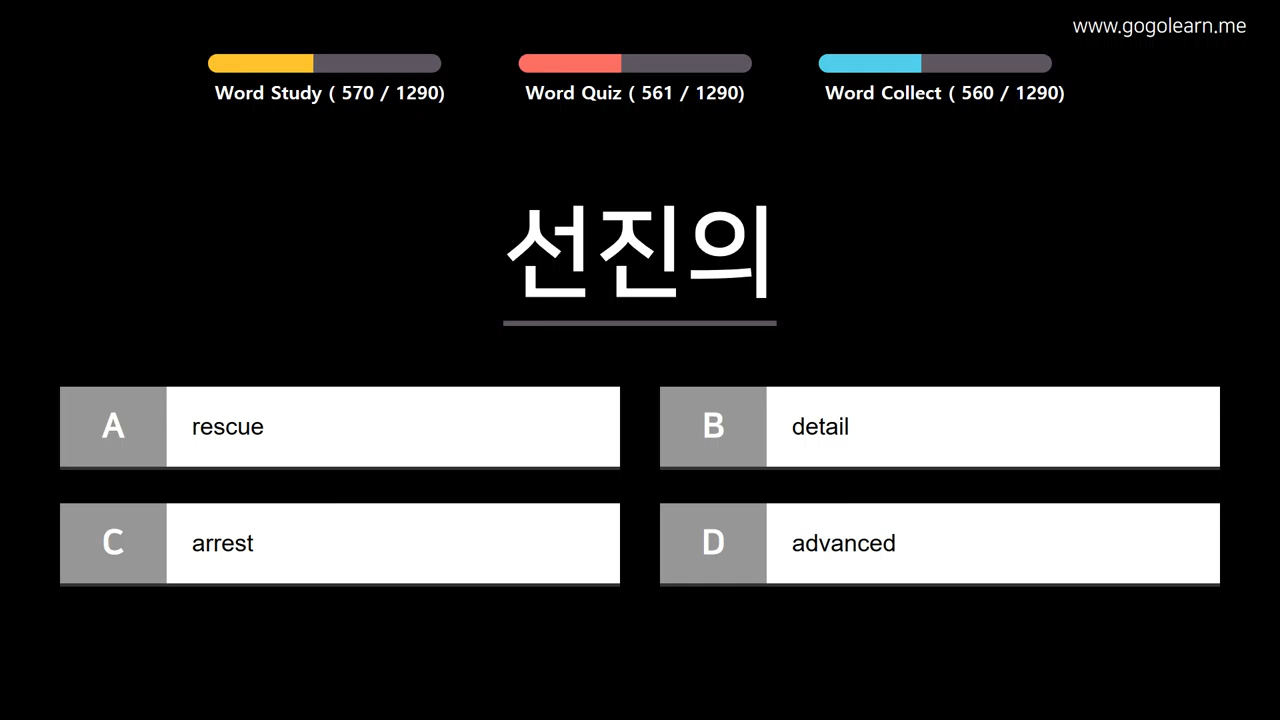 www.gogolearn.me
Word Study ( 570 / 1290)
Word Quiz ( 561 / 1290)
Word Collect ( 560 / 1290)
선진의
A rescue
B detail
C arrest
D advanced